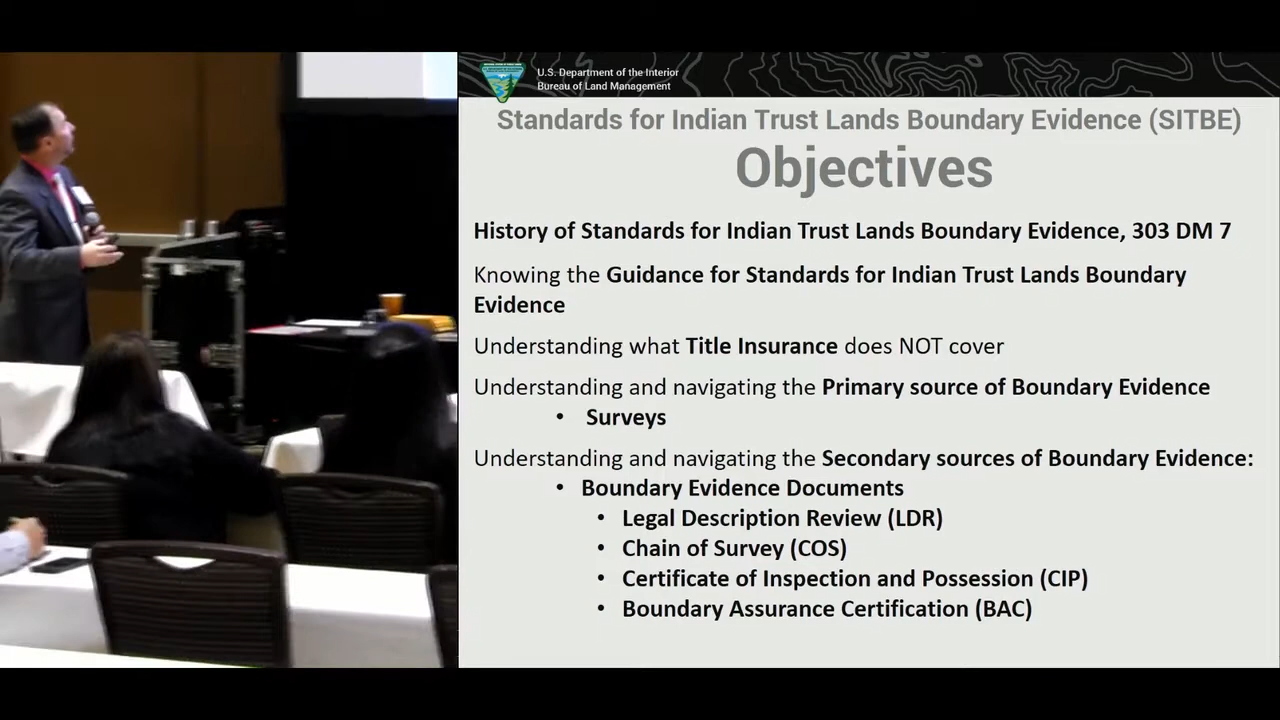 U.S. Department of the Interior
Bureau of Land Management
Standards for Indian Trust Lands Boundary Evidence (SITBE)
Objectives
History of Standards for Indian Trust Lands Boundary Evidence, 303 DM 7
Knowing the Guidance for Standards for Indian Trust Lands Boundary
Evidence
Understanding what Title Insurance does NOT cover
Understanding and navigating the Primary source of Boundary Evidence
• Surveys
Understanding and navigating the Secondary sources of Boundary Evidence:
• Boundary Evidence Documents
• Legal Description Review (LDR)
• Chain of Survey (COS)
• Certificate of Inspection and Possession (CIP)
• Boundary Assurance Certification (BAC)